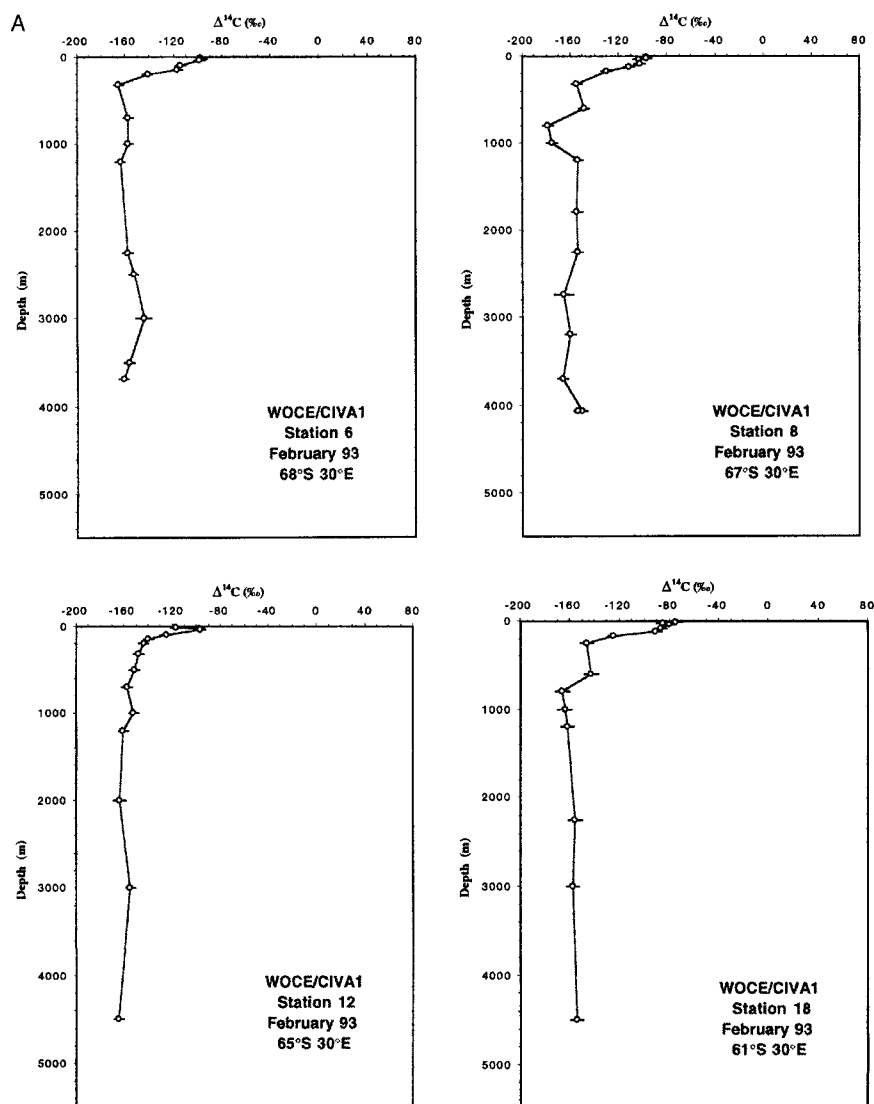 A
Δ¹⁴C (‰)
-200 -160 -120 -80 -40 0 40 80
0
1000
2000
3000
4000
5000
Depth (m)
WOCE/CIVA1
Station 6
February 93
68°S 30°E
Δ¹⁴C (‰)
-200 -160 -120 -80 -40 0 40 80
0
1000
2000
3000
4000
5000
Depth (m)
WOCE/CIVA1
Station 8
February 93
67°S 30°E
Δ¹⁴C (‰)
-200 -160 -120 -80 -40 0 40 80
0
1000
2000
3000
4000
5000
Depth (m)
WOCE/CIVA1
Station 12
February 93
65°S 30°E
Δ¹⁴C (‰)
-200 -160 -120 -80 -40 0 40 80
0
1000
2000
3000
4000
5000
Depth (m)
WOCE/CIVA1
Station 18
February 93
61°S 30°E